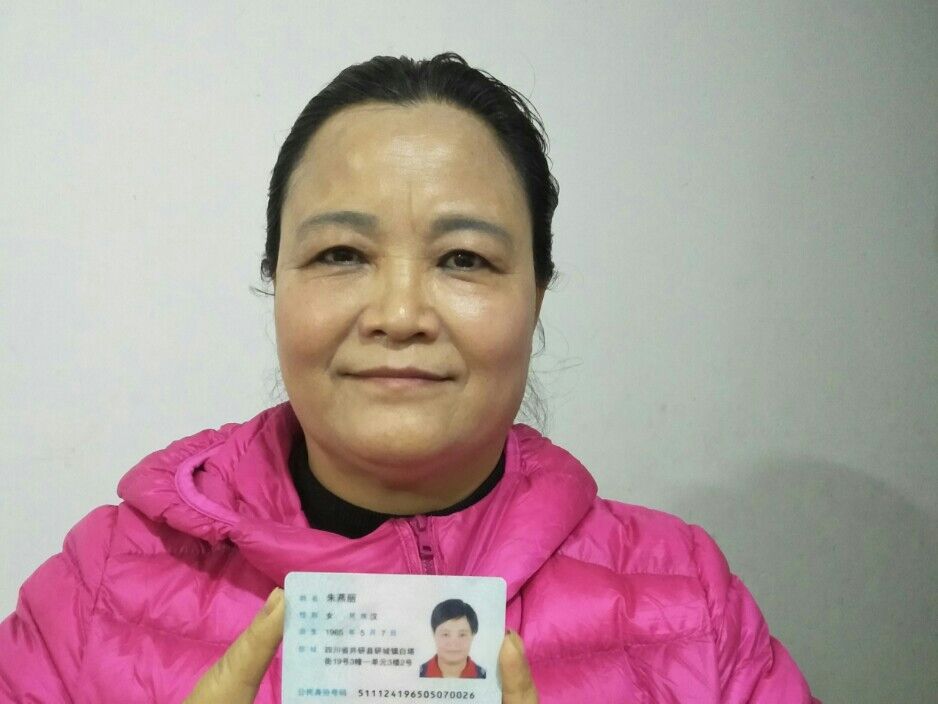 姓名 朱燕丽
性别 女 民族 汉
出生 1965 年 5 月 7 日
住址 四川省井研县研城镇白塔
街19号3幢一单元3楼2号
公民身份号码 511124196505070026